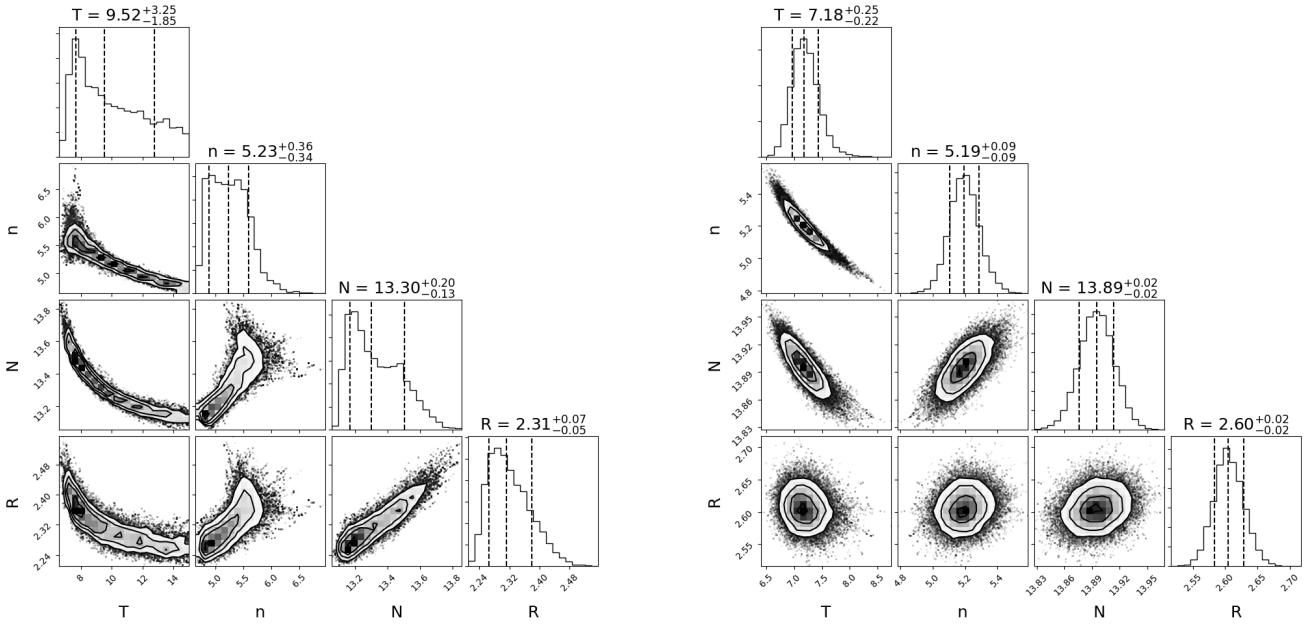 T = 9.52 +3.25 −1.85
n = 5.23 +0.36 −0.34
N = 13.30 +0.20 −0.13
R = 2.31 +0.07 −0.05
n
6.5
6.0
5.5
5.0
N
13.8
13.6
13.4
13.2
R
2.48
2.40
2.32
2.24
8 10 12 14
5.0 5.5 6.0 6.5
13.2 13.4 13.6 13.8
2.24 2.32 2.40 2.48
T n N R
T = 7.18 +0.25 −0.22
n = 5.19 +0.09 −0.09
N = 13.89 +0.02 −0.02
R = 2.60 +0.02 −0.02
n
5.4
5.2
5.0
4.8
N
13.95
13.92
13.89
13.86
13.83
R
2.70
2.65
2.60
2.55
6.5 7.0 7.5 8.0 8.5
4.8 5.0 5.2 5.4
13.83 13.86 13.89 13.92 13.95
2.55 2.60 2.65 2.70
T n N R